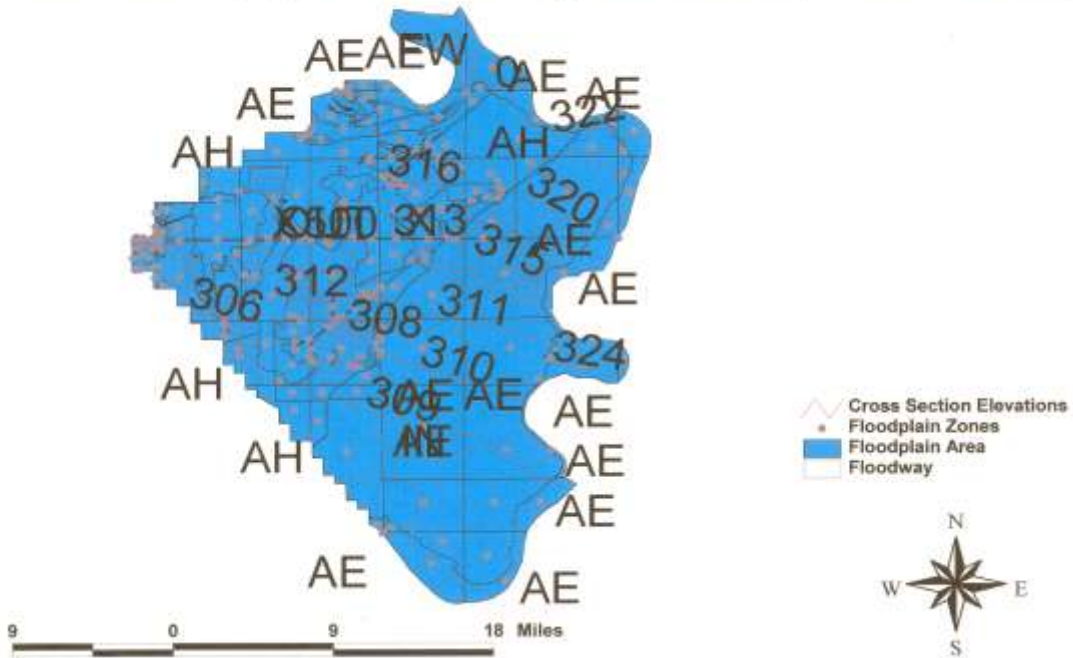 AE
AE
W
AE
0
AE
AE
322
AH
AH
316
320
313
X
AE
315
312
306
311
308
AE
324
310
AH
309
AE
AE
AE
AH
AE
AE
AE
AE
AE
Cross Section Elevations
Floodplain Zones
Floodplain Area
Floodway
N
W
E
S
9
0
9
18
Miles